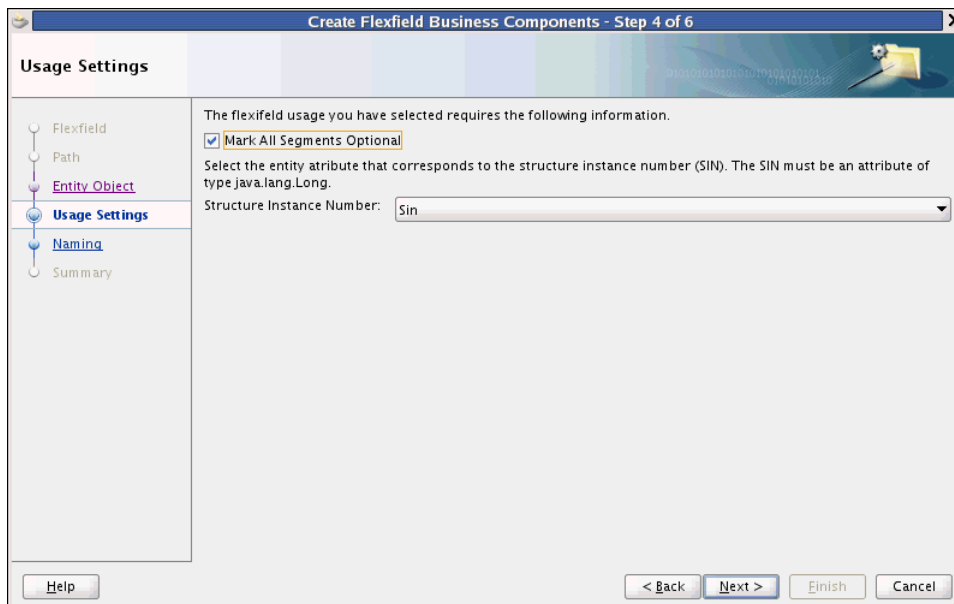 Create Flexfield Business Components - Step 4 of 6
Usage Settings
Flexfield
Path
Entity Object
Usage Settings
Naming
Summary
The flexifeld usage you have selected requires the following information.
Mark All Segments Optional
Select the entity atribute that corresponds to the structure instance number (SIN). The SIN must be an attribute of
type java.lang.Long.
Structure Instance Number: Sin
Help
< Back
Next >
Finish
Cancel